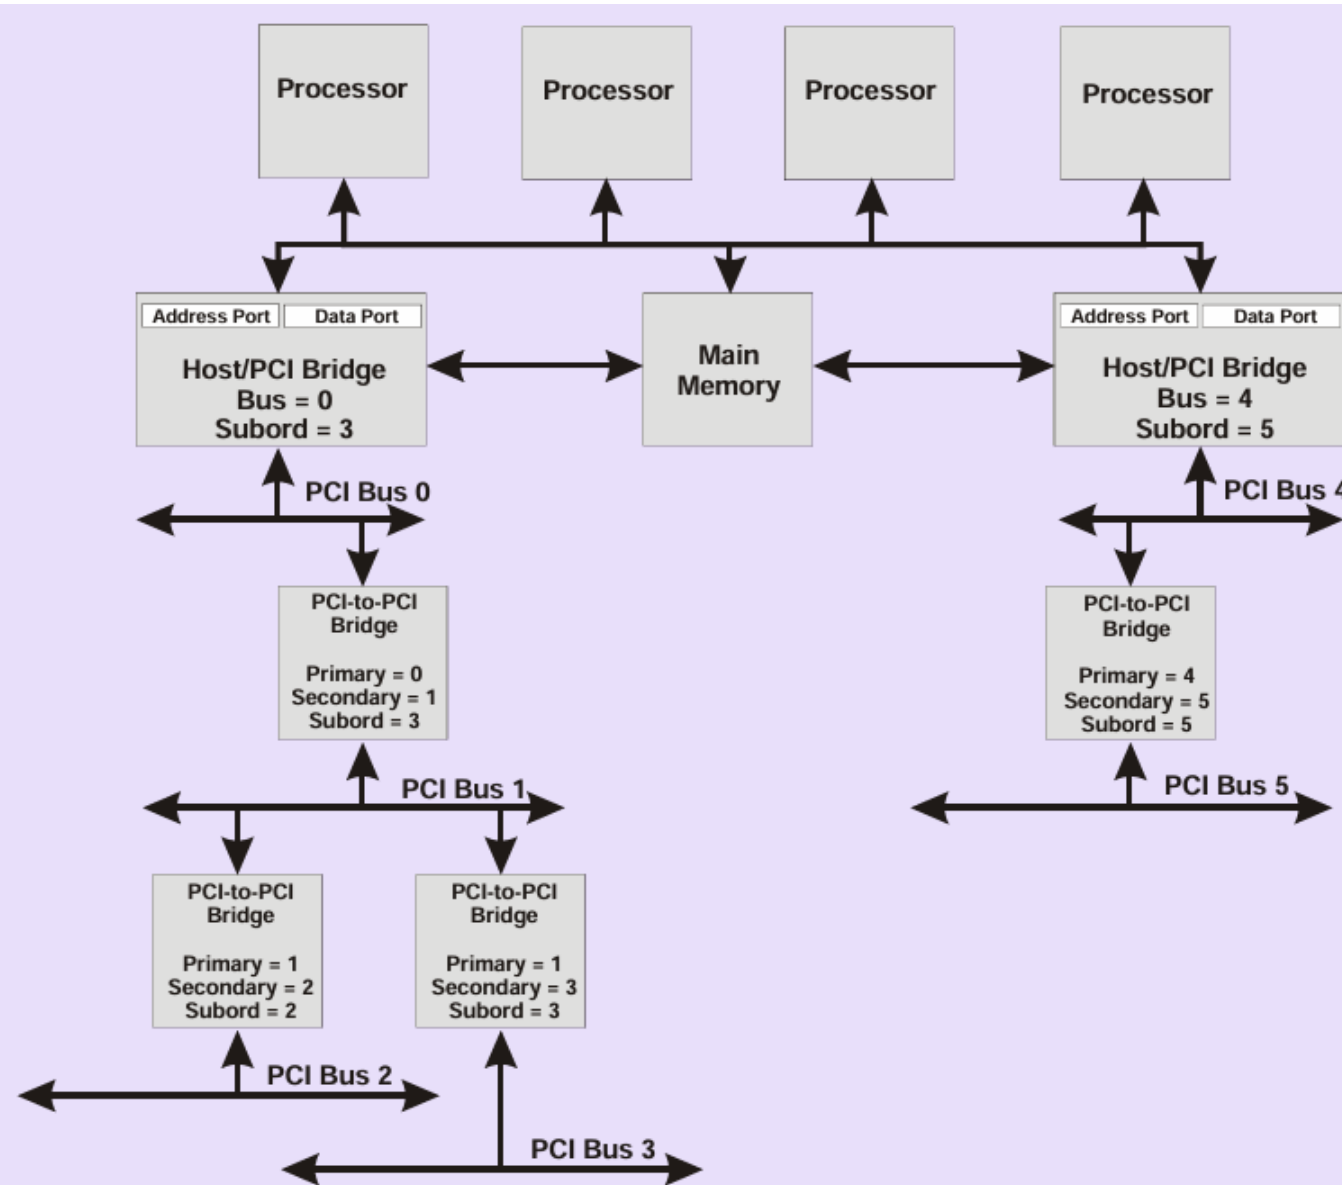 Processor
Processor
Processor
Processor
Address Port
Data Port
Host/PCI Bridge
Bus = 0
Subord = 3
Main
Memory
Address Port
Data Port
Host/PCI Bridge
Bus = 4
Subord = 5
PCI Bus 0
PCI Bus 4
PCI-to-PCI
Bridge
Primary = 0
Secondary = 1
Subord = 3
PCI-to-PCI
Bridge
Primary = 4
Secondary = 5
Subord = 5
PCI Bus 1
PCI Bus 5
PCI-to-PCI
Bridge
Primary = 1
Secondary = 2
Subord = 2
PCI-to-PCI
Bridge
Primary = 1
Secondary = 3
Subord = 3
PCI Bus 2
PCI Bus 3